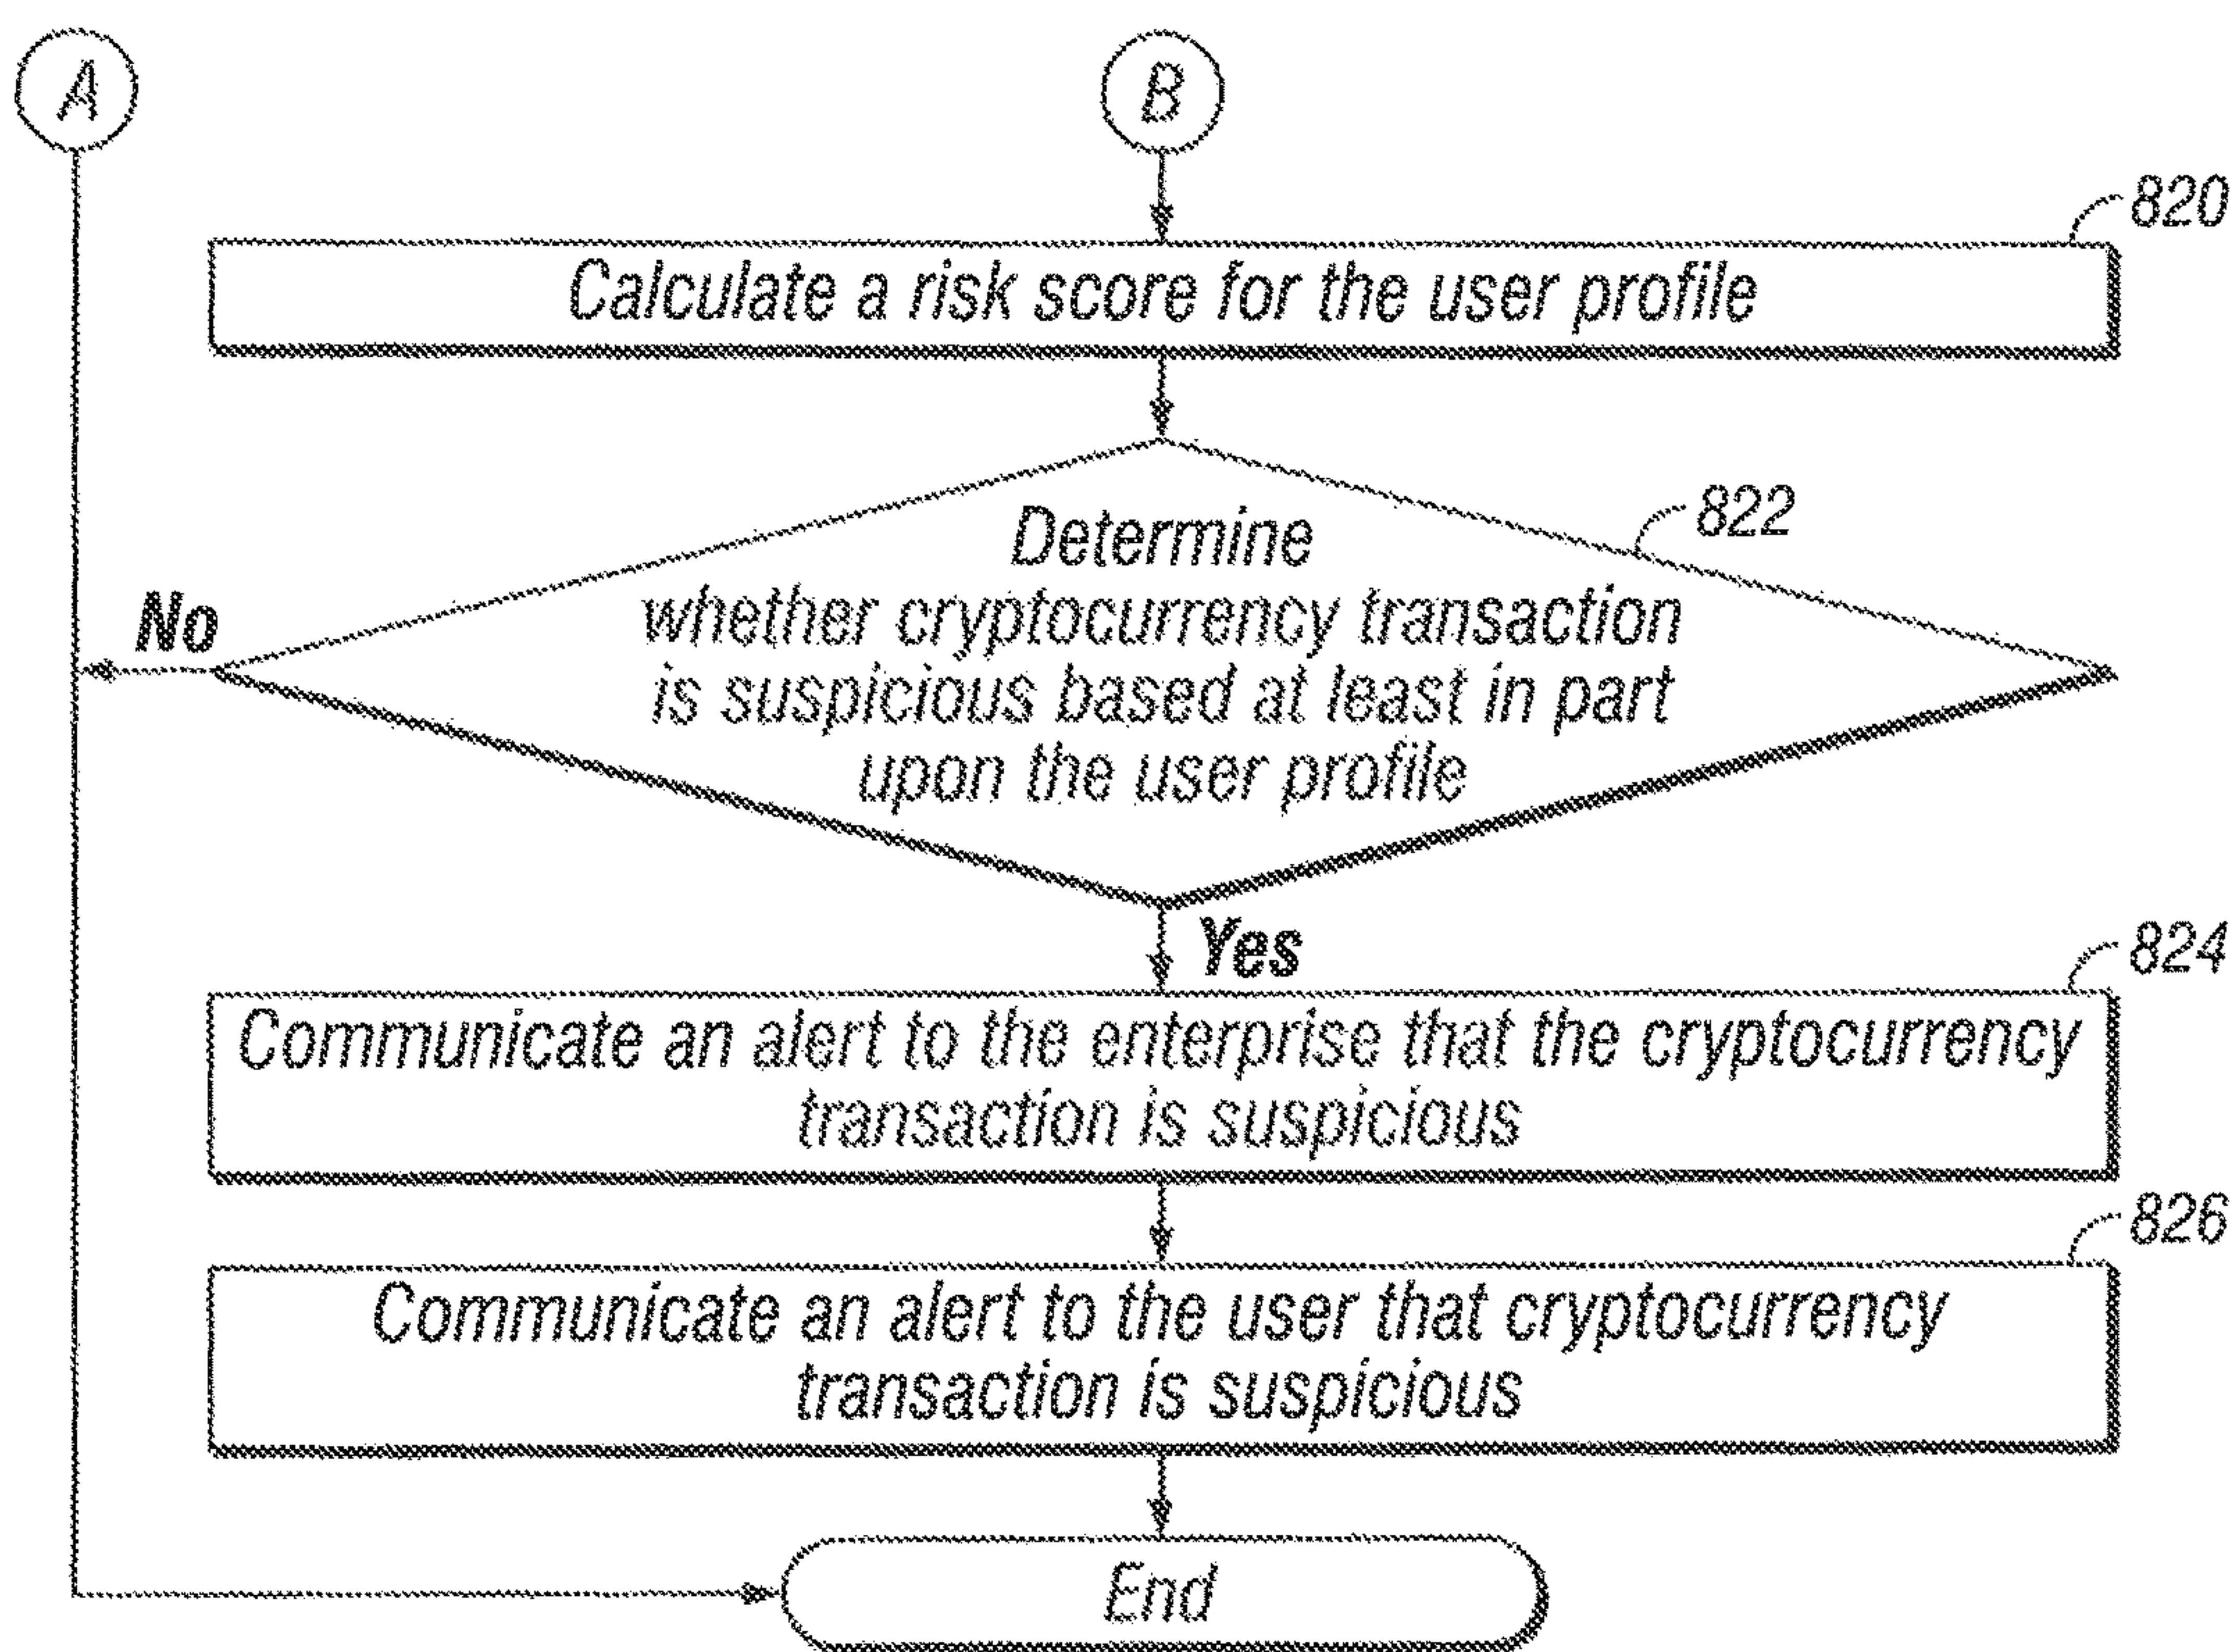 A
B
820
Calculate a risk score for the user profile
822
Determine
whether cryptocurrency transaction
is suspicious based at least in part
upon the user profile
No
Yes
824
Communicate an alert to the enterprise that the cryptocurrency
transaction is suspicious
826
Communicate an alert to the user that cryptocurrency
transaction is suspicious
End